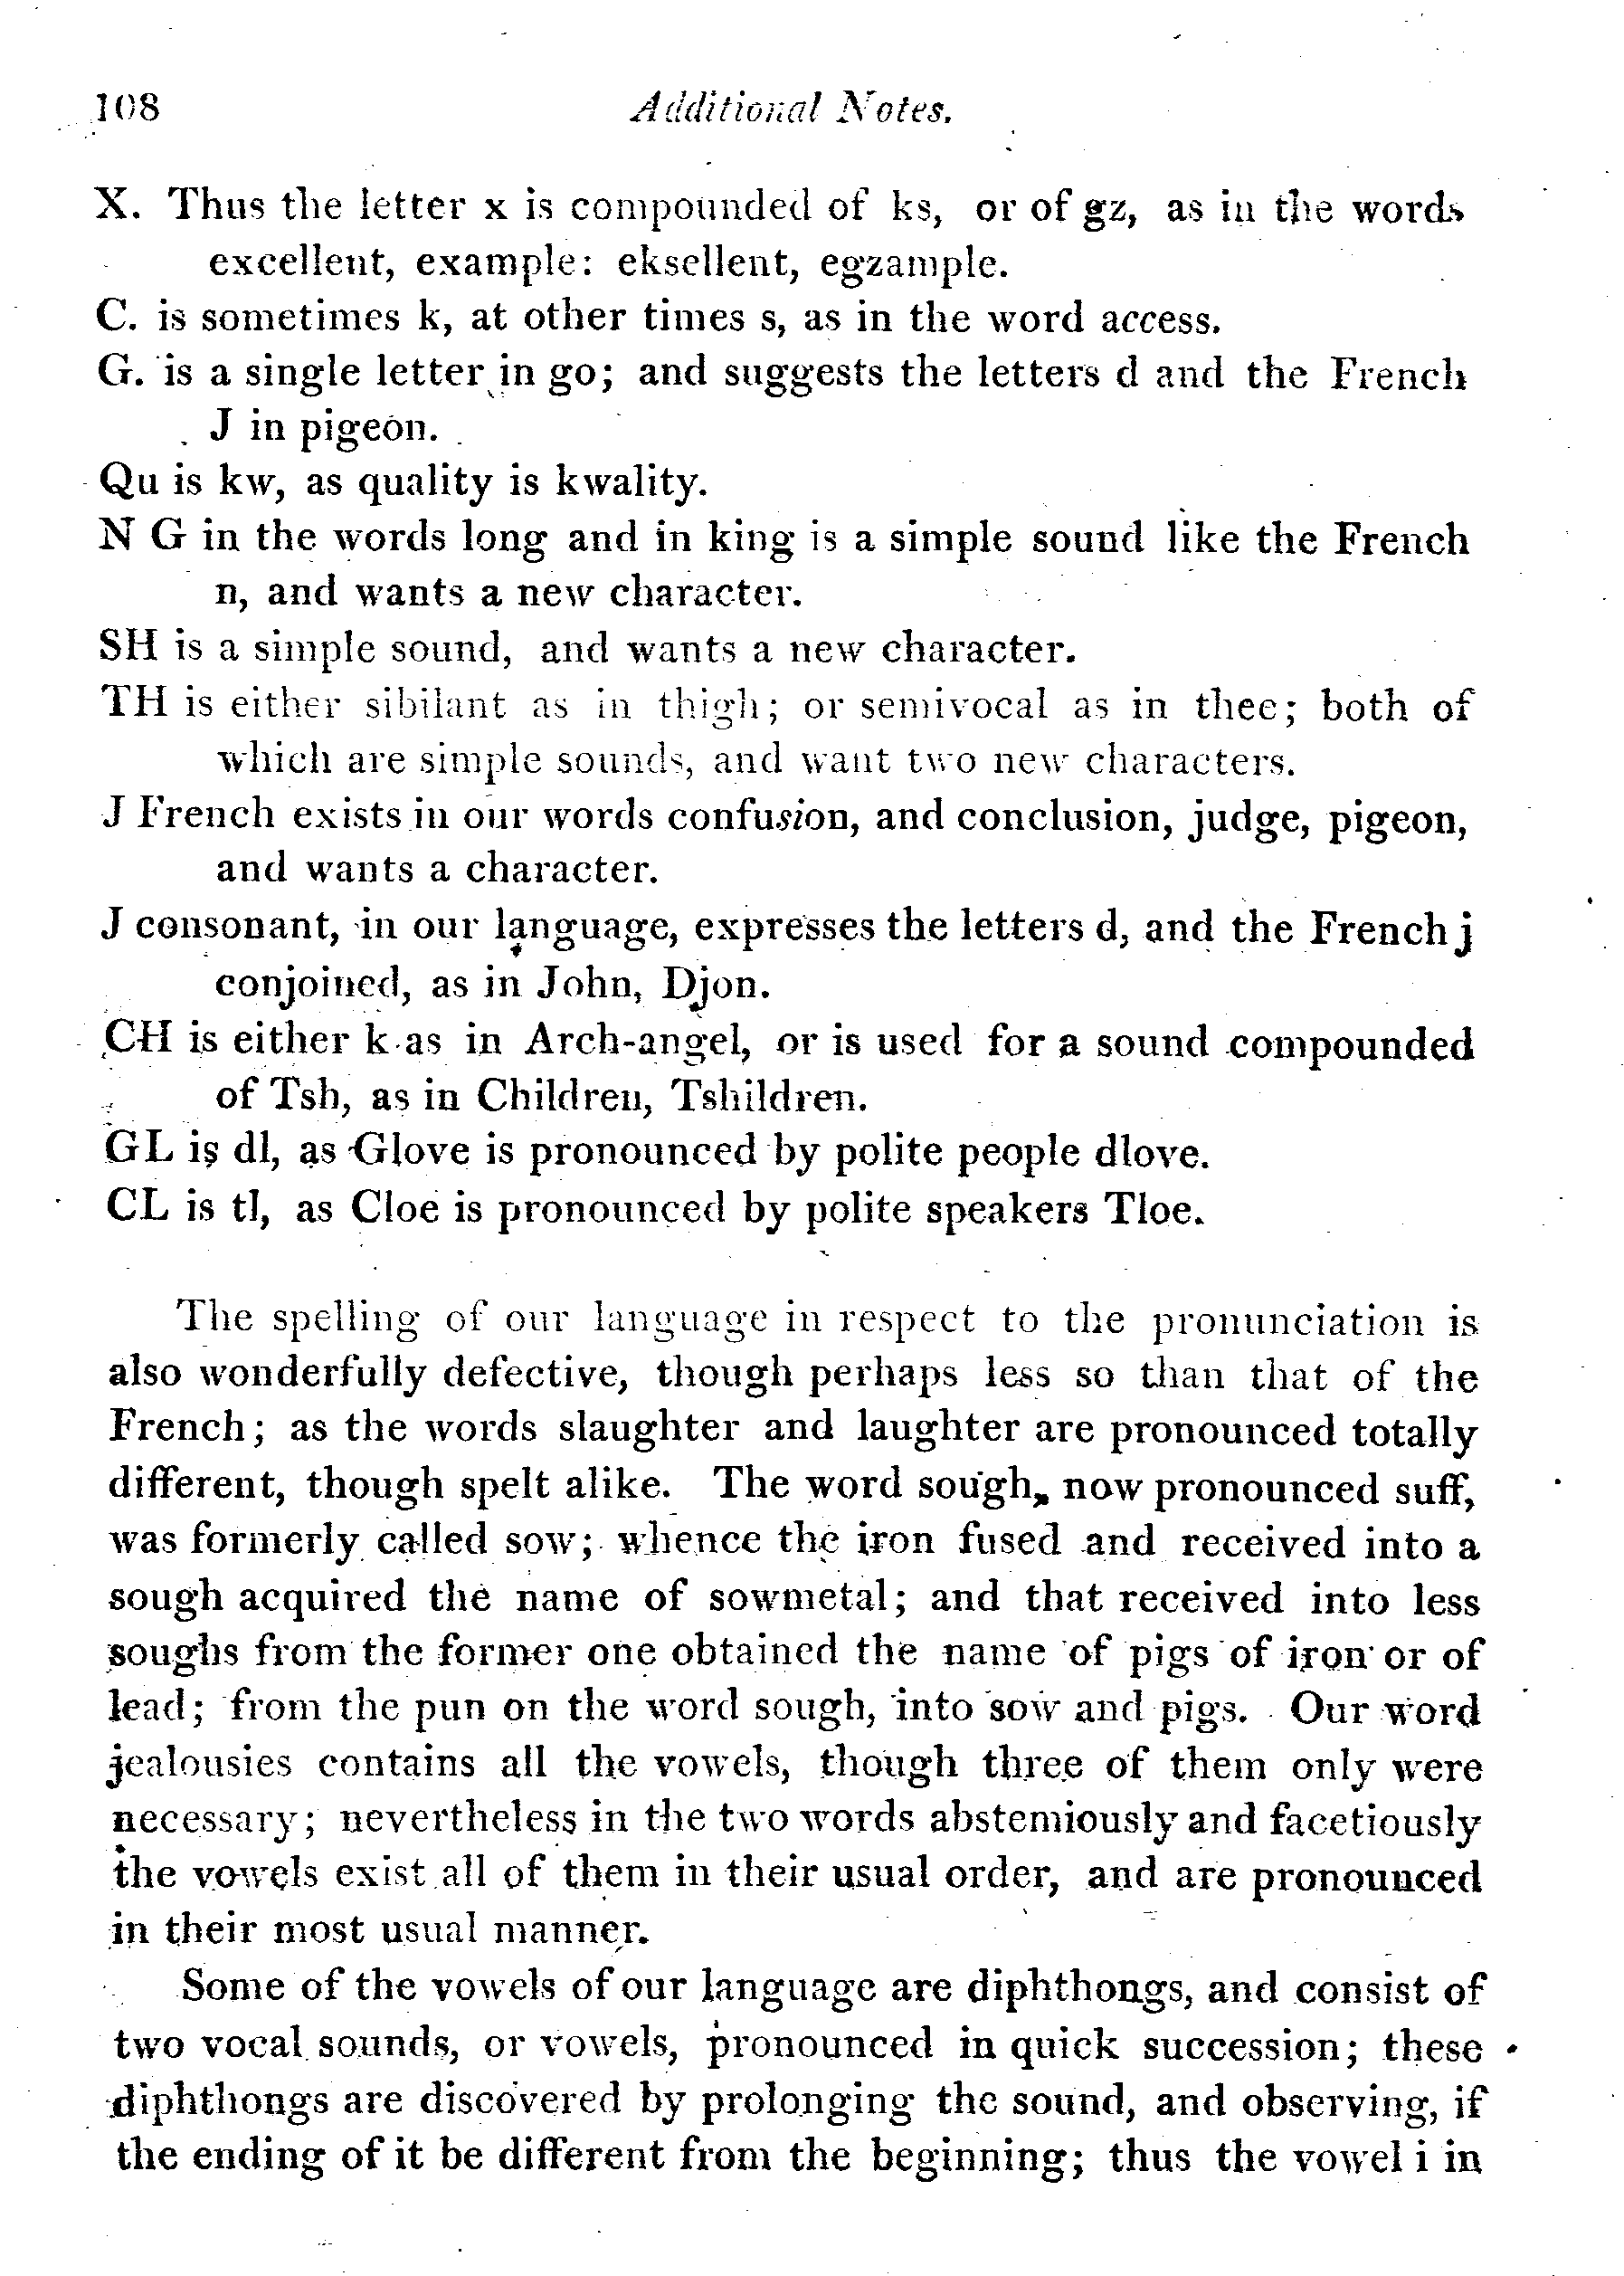 108 Additional Notes.
X. Thus the letter x is compounded of ks, or of gz, as in the words
excellent, example: eksellent, egzample.
C. is sometimes k, at other times s, as in the word access.
G. is a single letter in go; and suggests the letters d and the French
J in pigeon.
Qu is kw, as quality is kwality.
N G in the words long and in king is a simple sound like the French
n, and wants a new character.
SH is a simple sound, and wants a new character.
TH is either sibilant as in thigh; or semivocal as in thee; both of
which are simple sounds, and want two new characters.
J French exists in our words confusion, and conclusion, judge, pigeon,
and wants a character.
J consonant, in our language, expresses the letters d, and the French j
conjoined, as in John, Djon.
CH is either k as in Arch-angel, or is used for a sound compounded
of Tsh, as in Children, Tshildren.
GL is dl, as Glove is pronounced by polite people dlove.
CL is tl, as Cloe is pronounced by polite speakers Tloe.
The spelling of our language in respect to the pronunciation is
also wonderfully defective, though perhaps less so than that of the
French; as the words slaughter and laughter are pronounced totally
different, though spelt alike. The word sough, now pronounced suff,
was formerly called sow; whence the iron fused and received into a
sough acquired the name of sowmetal; and that received into less
soughs from the former one obtained the name of pigs of iron or of
lead; from the pun on the word sough, into sow and pigs. Our word
jealousies contains all the vowels, though three of them only were
necessary; nevertheless in the two words abstemiously and facetiously
the vowels exist all of them in their usual order, and are pronounced
in their most usual manner.
Some of the vowels of our language are diphthongs, and consist of
two vocal sounds, or vowels, pronounced in quick succession; these
diphthongs are discovered by prolonging the sound, and observing, if
the ending of it be different from the beginning; thus the vowel i in